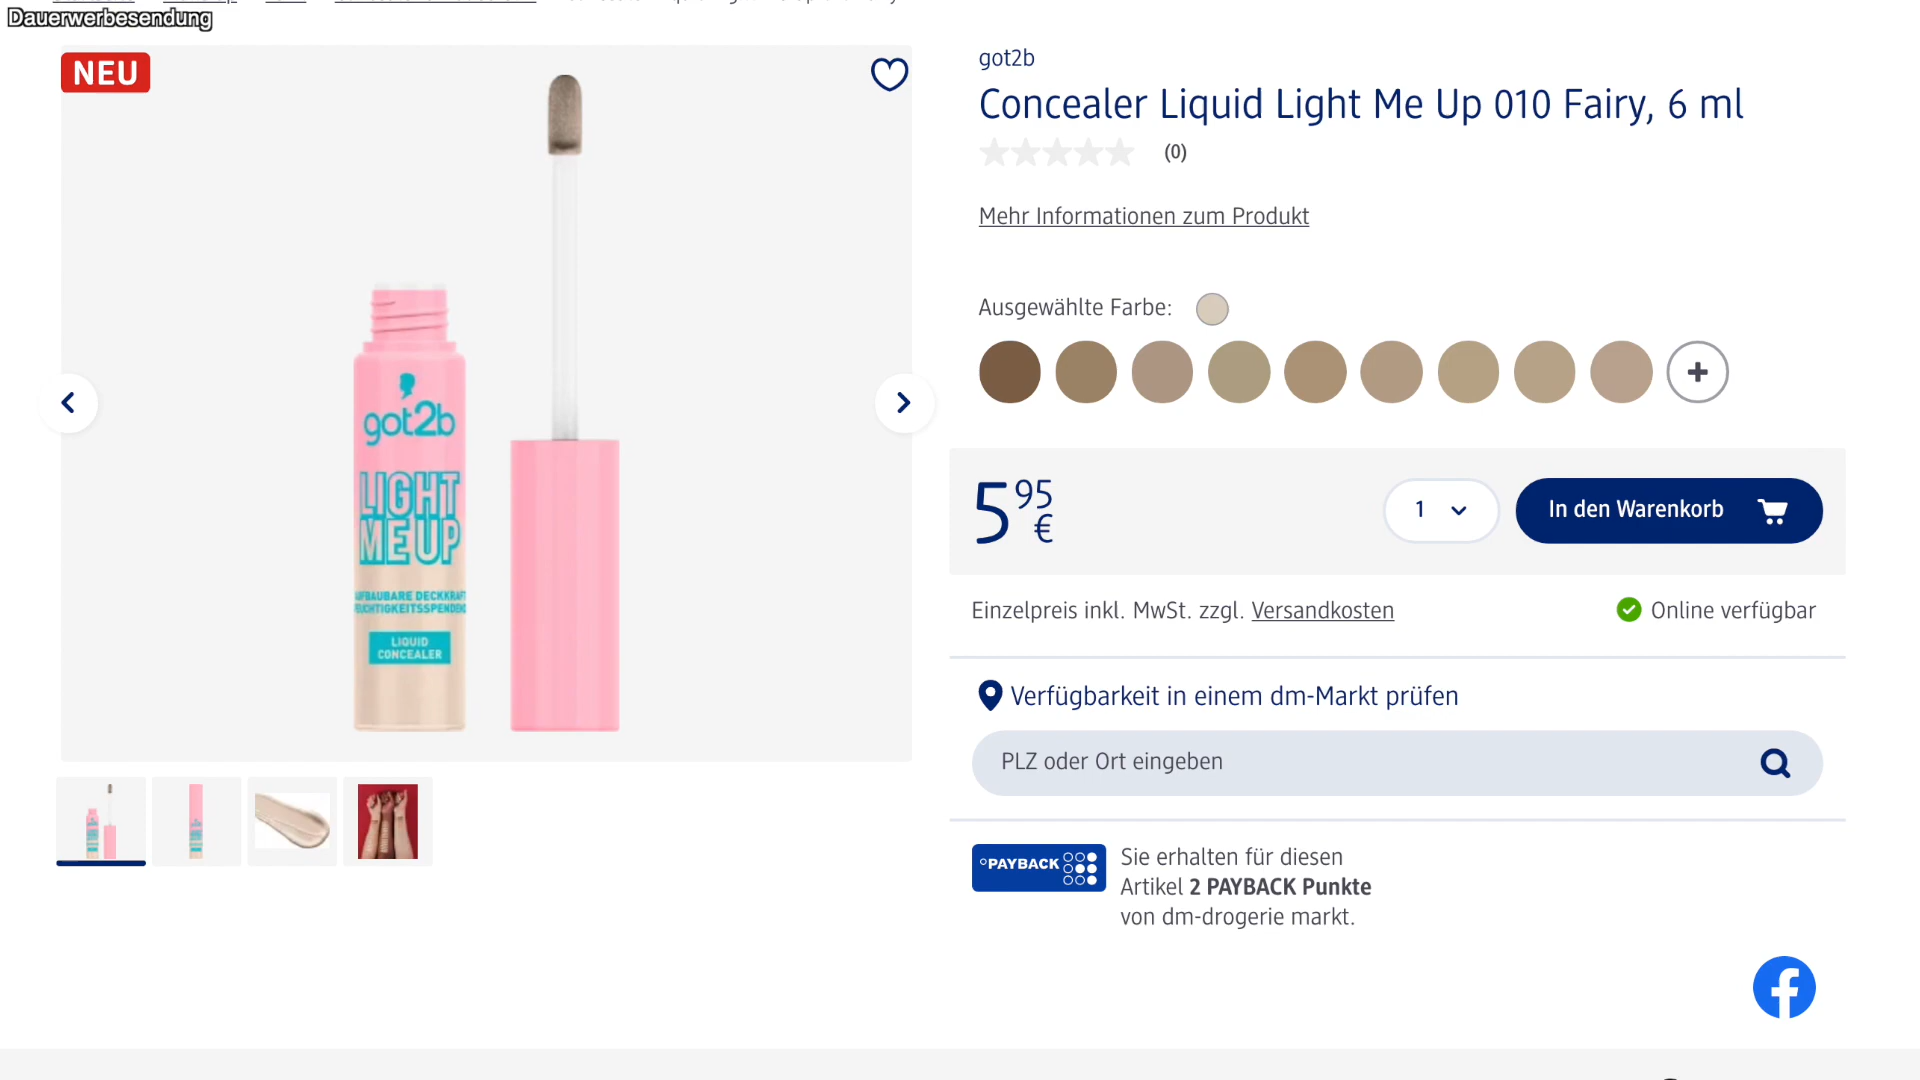 Dauerwerbesendung
NEU
got2b
LIGHT
ME UP
AUFBAUBARE DECKKRAFT
FEUCHTIGKEITSSPENDEND
LIQUID
CONCEALER
got2b
Concealer Liquid Light Me Up 010 Fairy, 6 ml
(0)
Mehr Informationen zum Produkt
Ausgewählte Farbe:
5 95 €
1
In den Warenkorb
Einzelpreis inkl. MwSt. zzgl. Versandkosten
Online verfügbar
Verfügbarkeit in einem dm-Markt prüfen
PLZ oder Ort eingeben
°PAYBACK
Sie erhalten für diesen
Artikel 2 PAYBACK Punkte
von dm-drogerie markt.